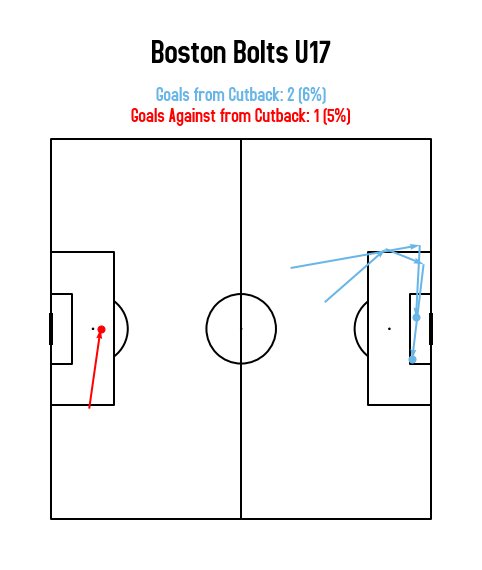 Boston Bolts U17
Goals from Cutback: 2 (6%)
Goals Against from Cutback: 1 (5%)